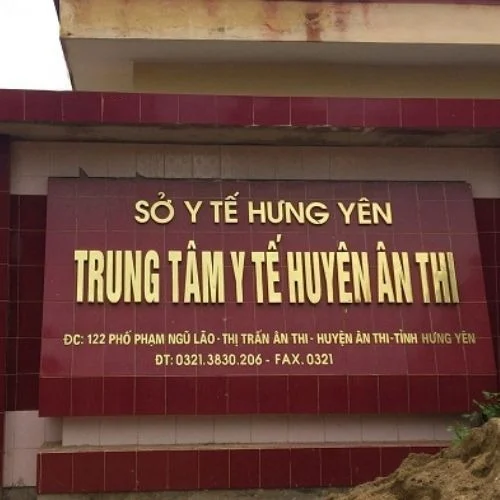 SỞ Y TẾ HƯNG YÊN
TRUNG TÂM Y TẾ HUYỆN ÂN THI
ĐC: 122 PHỐ PHẠM NGŨ LÃO - THỊ TRẤN ÂN THI - HUYỆN ÂN THI - TỈNH HƯNG YÊN
ĐT: 0321.3830.206 - FAX. 0321